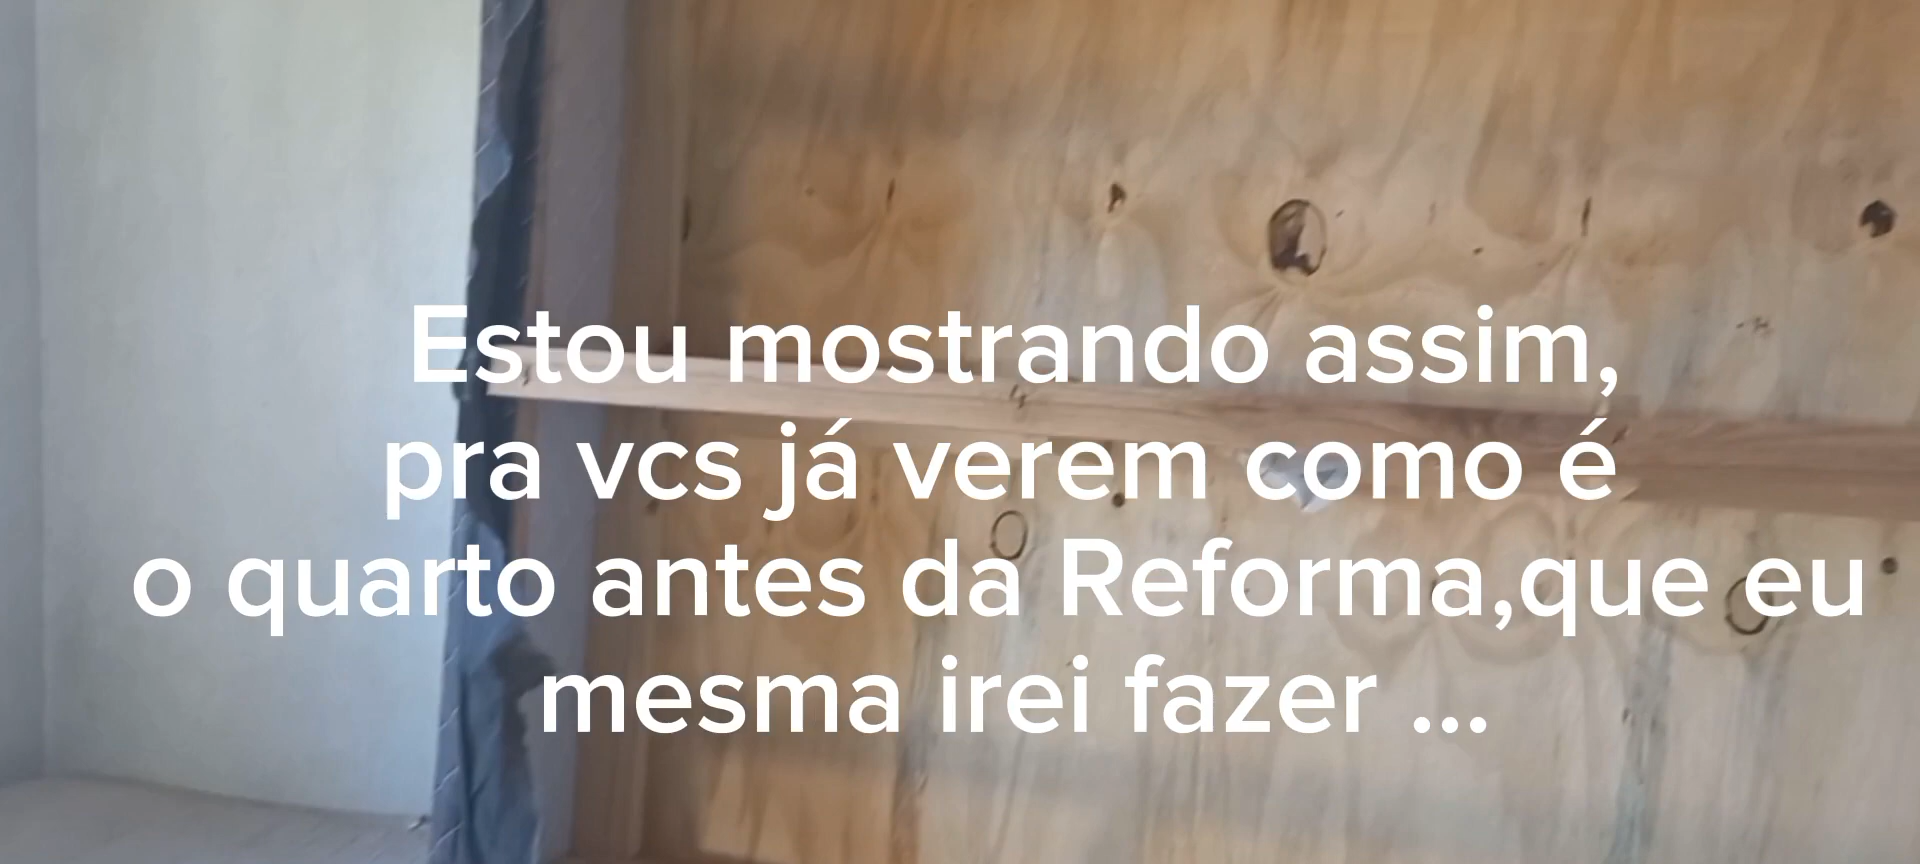 Estou mostrando assim,
pra vcs já verem como é
o quarto antes da Reforma,que eu
mesma irei fazer ...